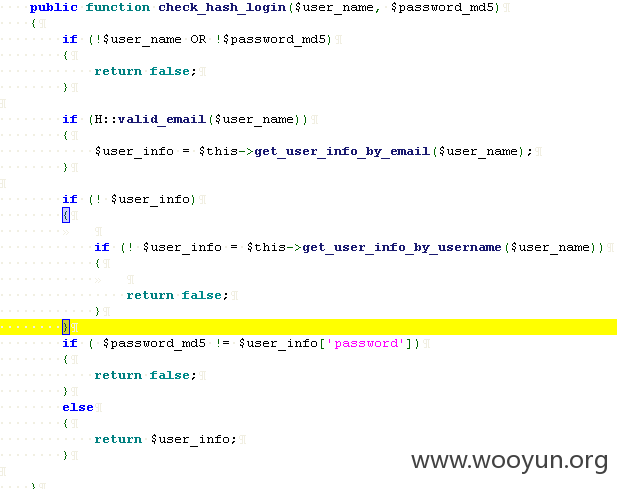 public function check_hash_login($user_name, $password_md5)
{
if (!$user_name OR !$password_md5)
{
return false;
}
if (H::valid_email($user_name))
{
$user_info = $this->get_user_info_by_email($user_name);
}
if (! $user_info)
{
if (! $user_info = $this->get_user_info_by_username($user_name))
{
return false;
}
}
if ( $password_md5 != $user_info['password'])
{
return false;
}
else
{
return $user_info;
}
}
www.wooyun.org